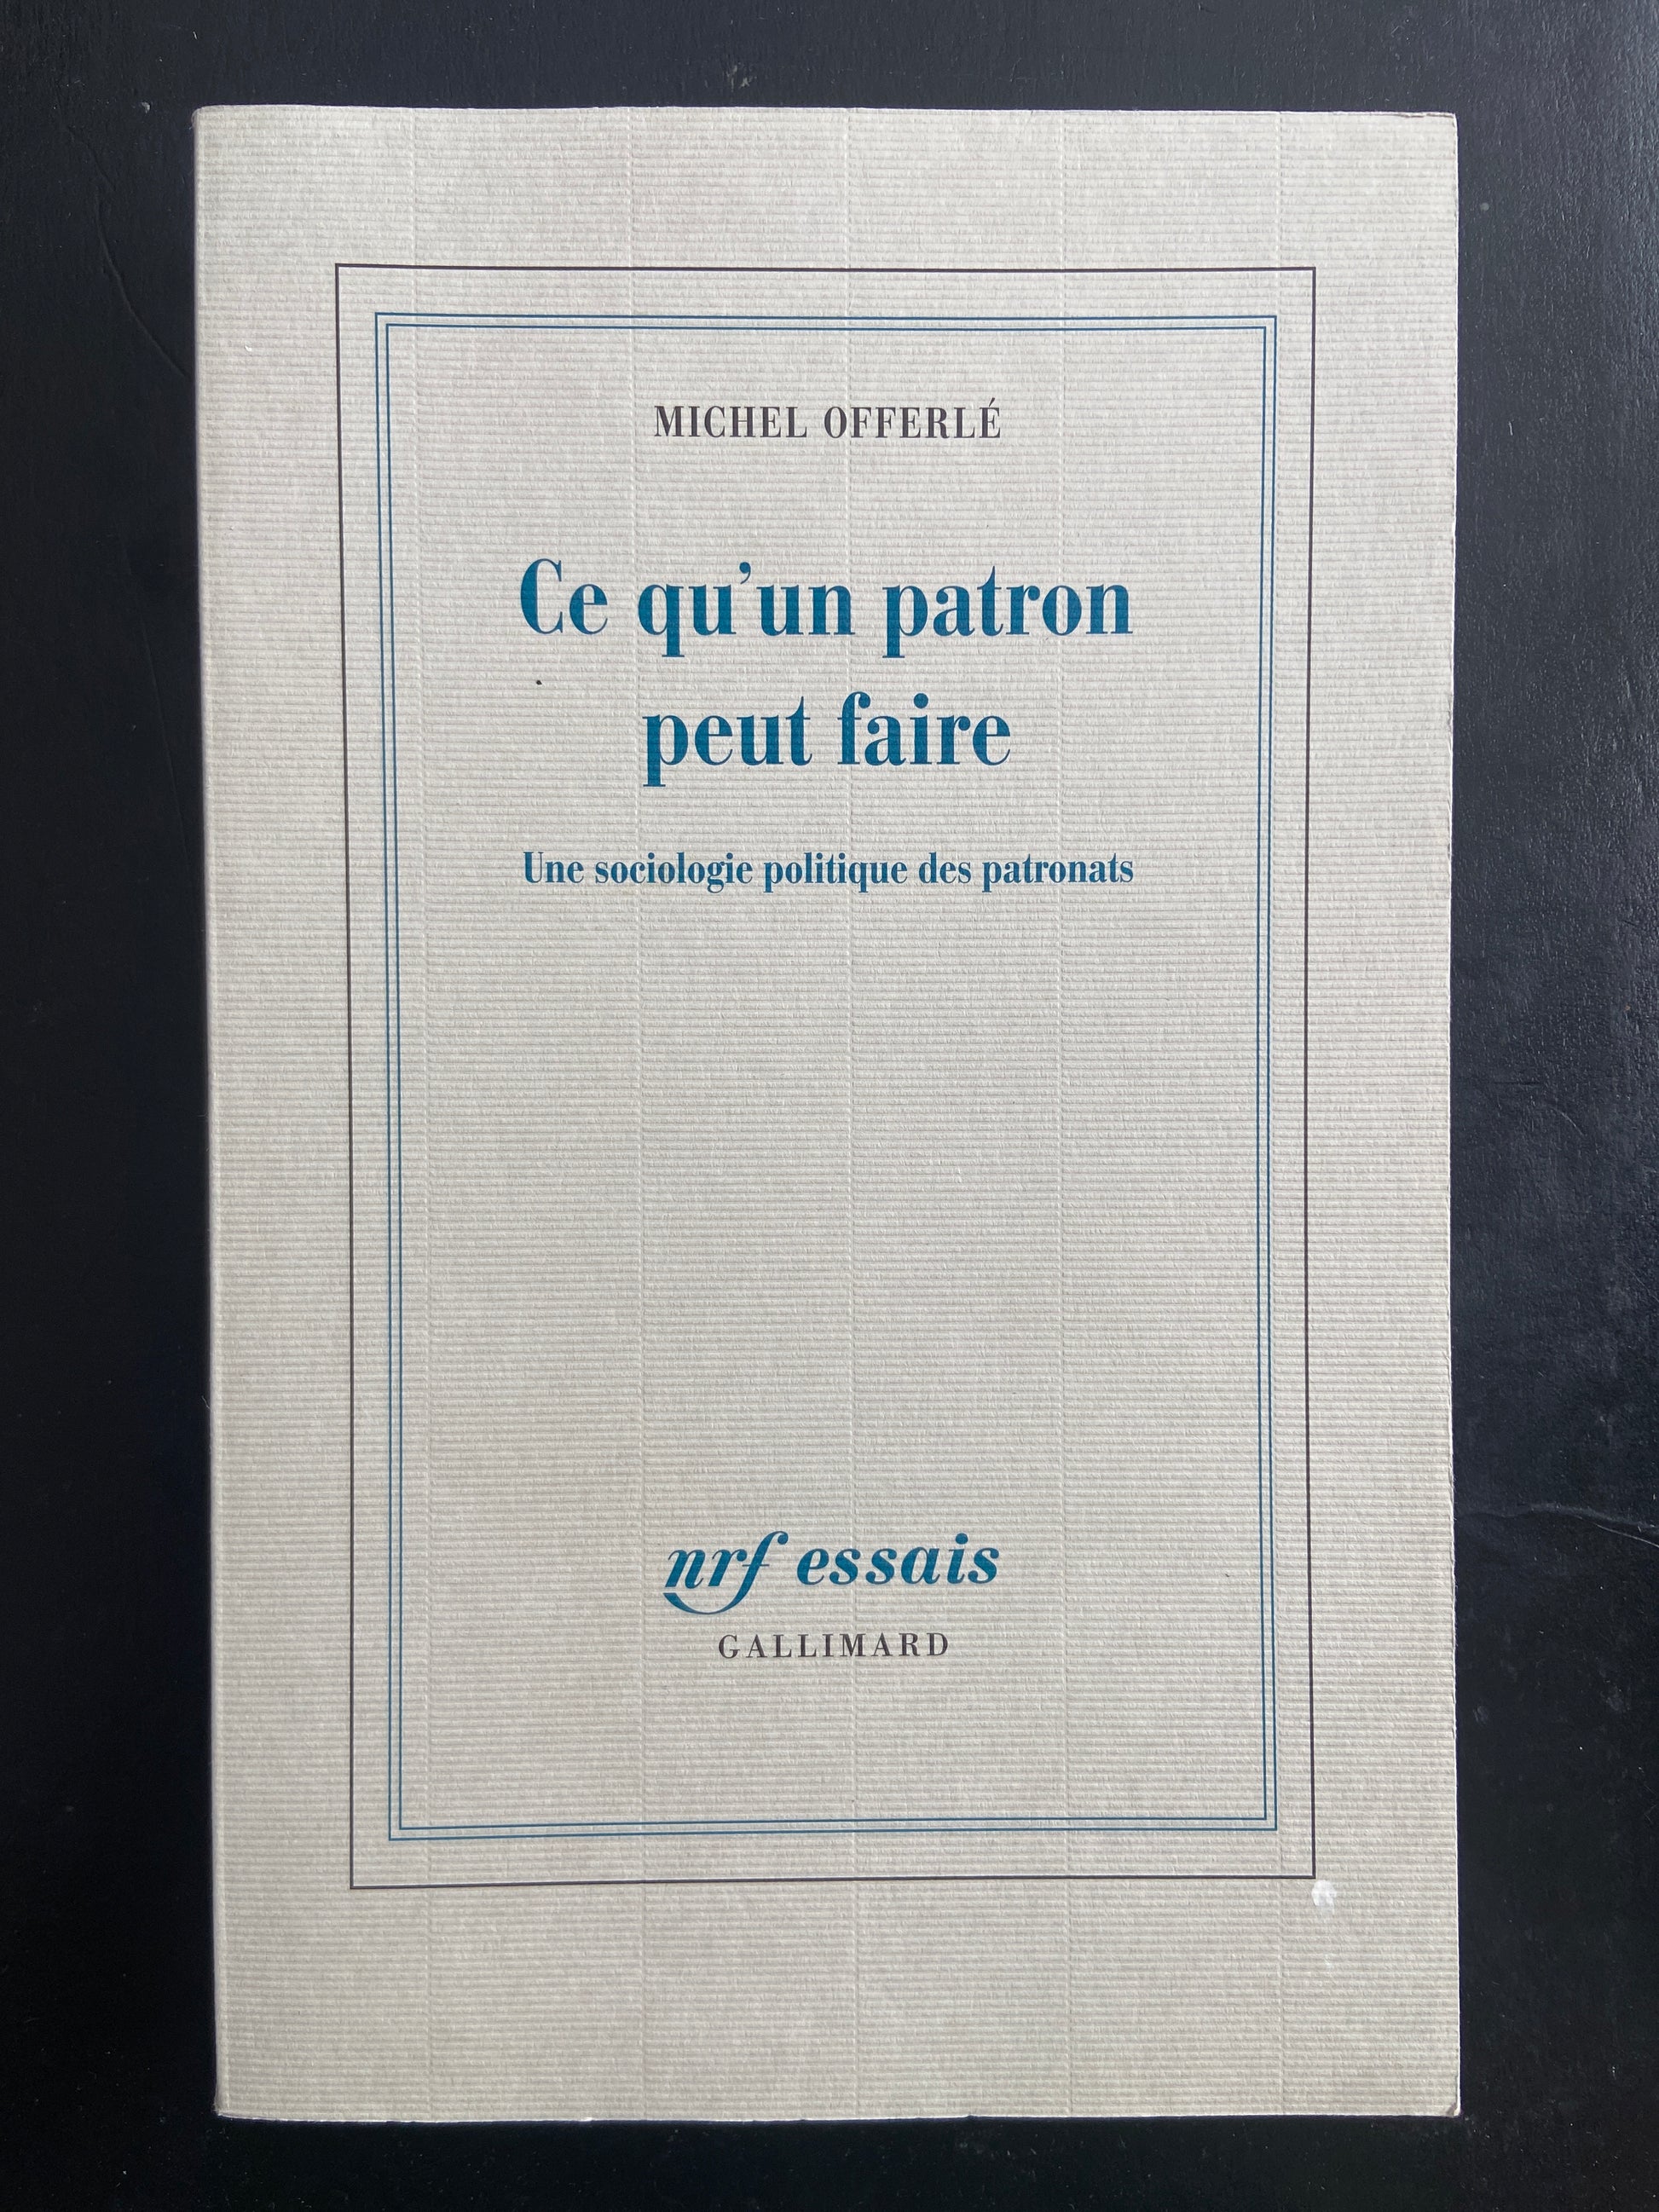 MICHEL OFFERLÉ
Ce qu’un patron
peut faire
Une sociologie politique des patronats
nrf essais
GALLIMARD